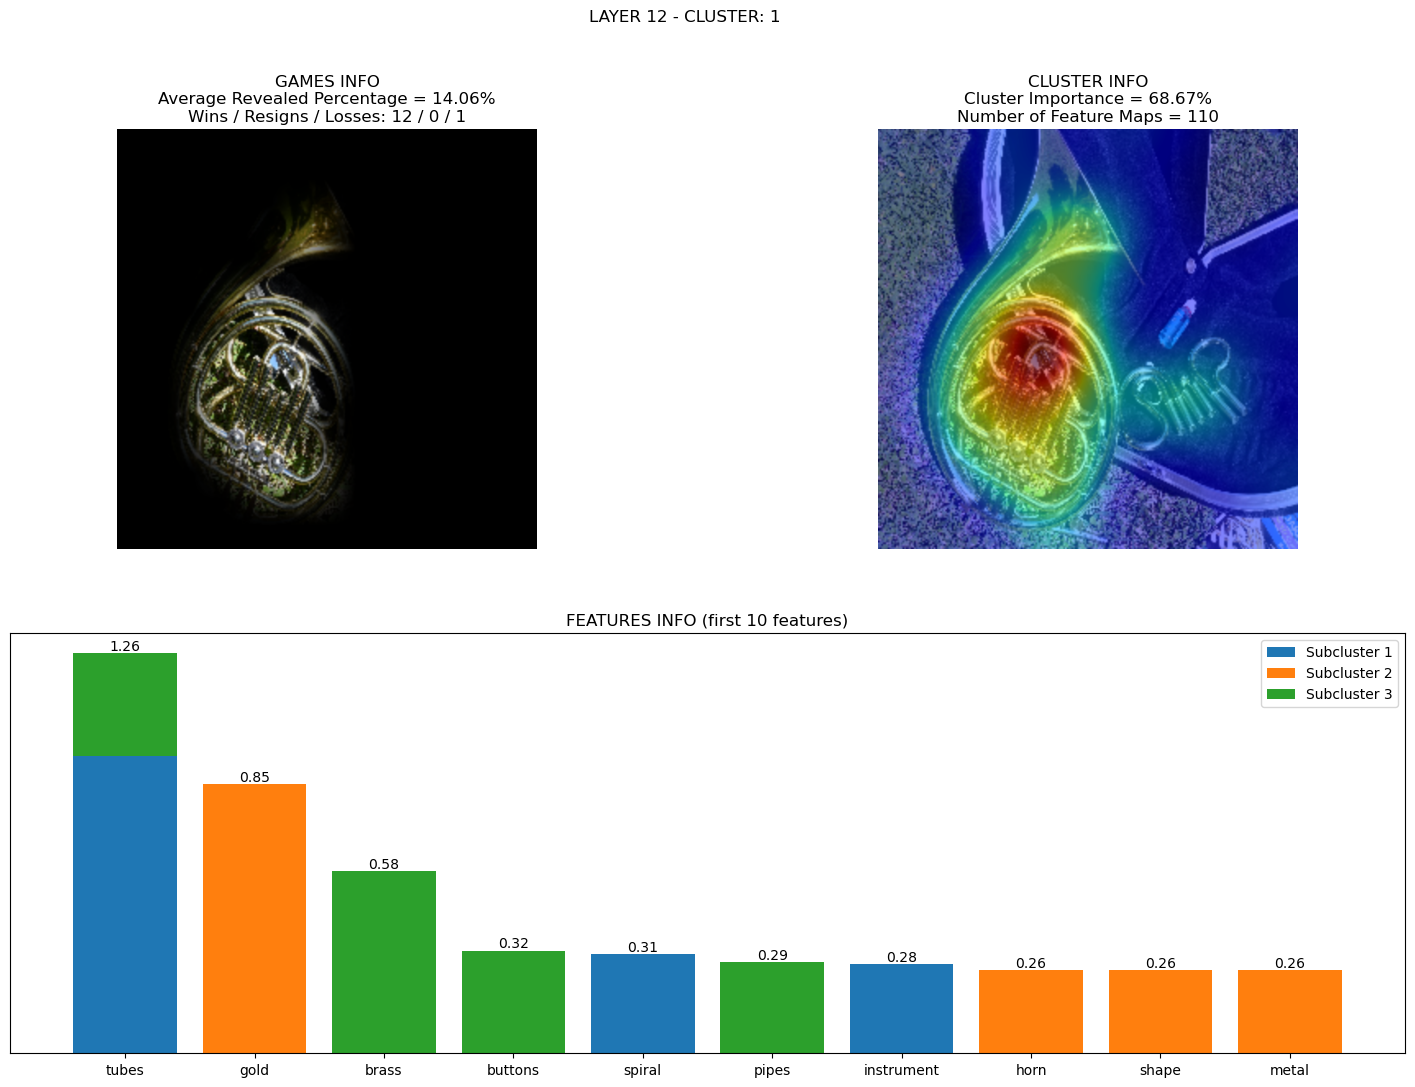 LAYER 12 - CLUSTER: 1
GAMES INFO
Average Revealed Percentage = 14.06%
Wins / Resigns / Losses: 12 / 0 / 1
CLUSTER INFO
Cluster Importance = 68.67%
Number of Feature Maps = 110
FEATURES INFO (first 10 features)
Subcluster 1
Subcluster 2
Subcluster 3
1.26
0.85
0.58
0.32
0.31
0.29
0.28
0.26
0.26
0.26
tubes
gold
brass
buttons
spiral
pipes
instrument
horn
shape
metal